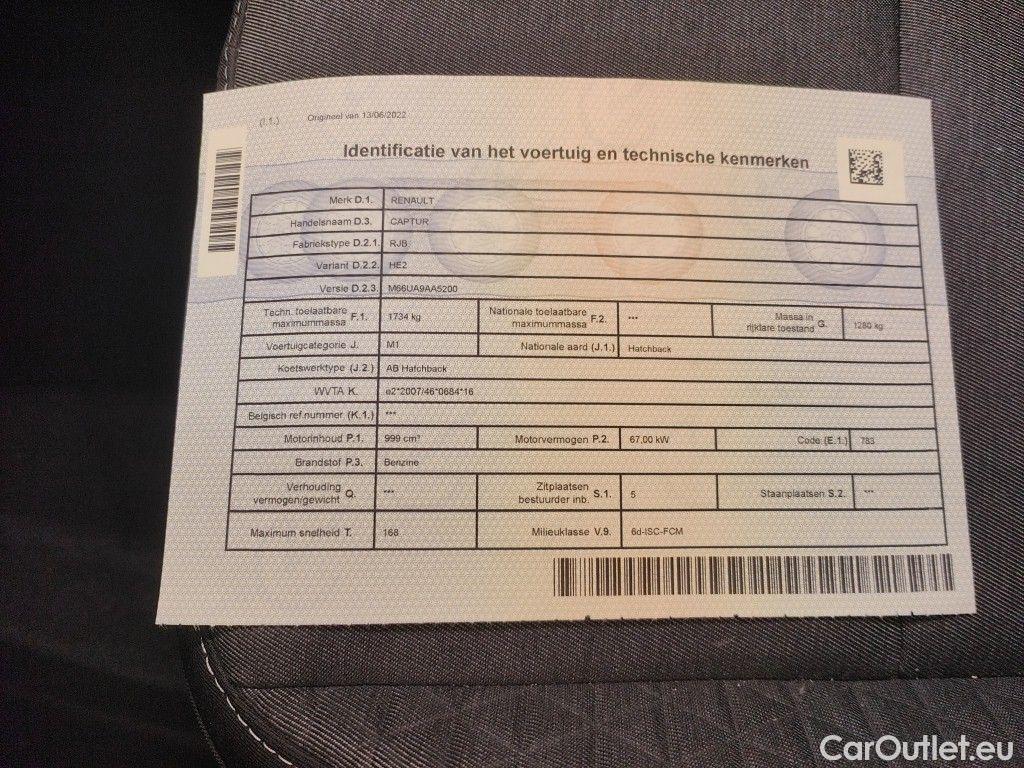 (I.1.) Origineel van 13/06/2022
Identificatie van het voertuig en technische kenmerken
Merk D.1. RENAULT
Handelsnaam D.3. CAPTUR
Fabriekstype D.2.1. RJB
Variant D.2.2. HE2
Versie D.2.3. M66UA9AA5200
Techn. toelaatbare maximummassa F.1. 1734 kg Nationale toelaatbare maximummassa F.2. *** Massa in rijklare toestand G. 1280 kg
Voertuigcategorie J. M1 Nationale aard (J.1.) Hatchback
Koetswerktype (J.2.) AB Hatchback
WVTA K. e2*2007/46*0684*16
Belgisch ref.nummer (K.1.) ***
Motorinhoud P.1. 999 cm³ Motorvermogen P.2. 67,00 kW Code (E.1.) 783
Brandstof P.3. Benzine
Verhouding vermogen/gewicht Q. *** Zitplaatsen bestuurder inb. S.1. 5 Staanplaatsen S.2. ***
Maximum snelheid T. 168 Milieuklasse V.9. 6d-ISC-FCM
CarOutlet.eu